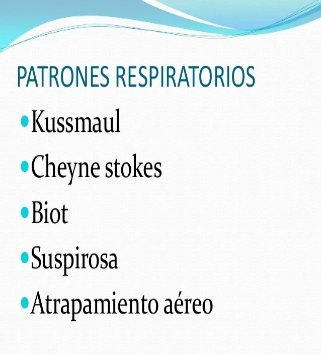 PATRONES RESPIRATORIOS
•Kussmaul
•Cheyne stokes
•Biot
•Suspirosa
•Atrapamiento aéreo